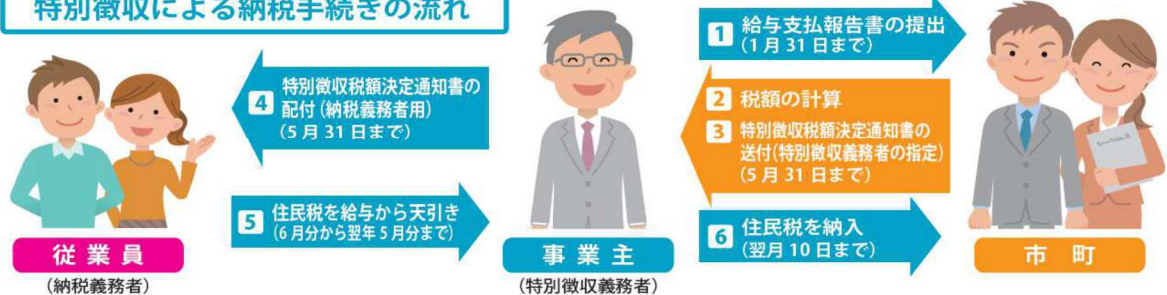 特別徴収による納税手続きの流れ
1 給与支払報告書の提出
(1月31日まで)
2 税額の計算
3 特別徴収税額決定通知書の
送付(特別徴収義務者の指定)
(5月31日まで)
4 特別徴収税額決定通知書の
配付(納税義務者用)
(5月31日まで)
5 住民税を給与から天引き
(6月分から翌年5月分まで)
6 住民税を納入
(翌月10日まで)
従業員
(納税義務者)
事業主
(特別徴収義務者)
市町